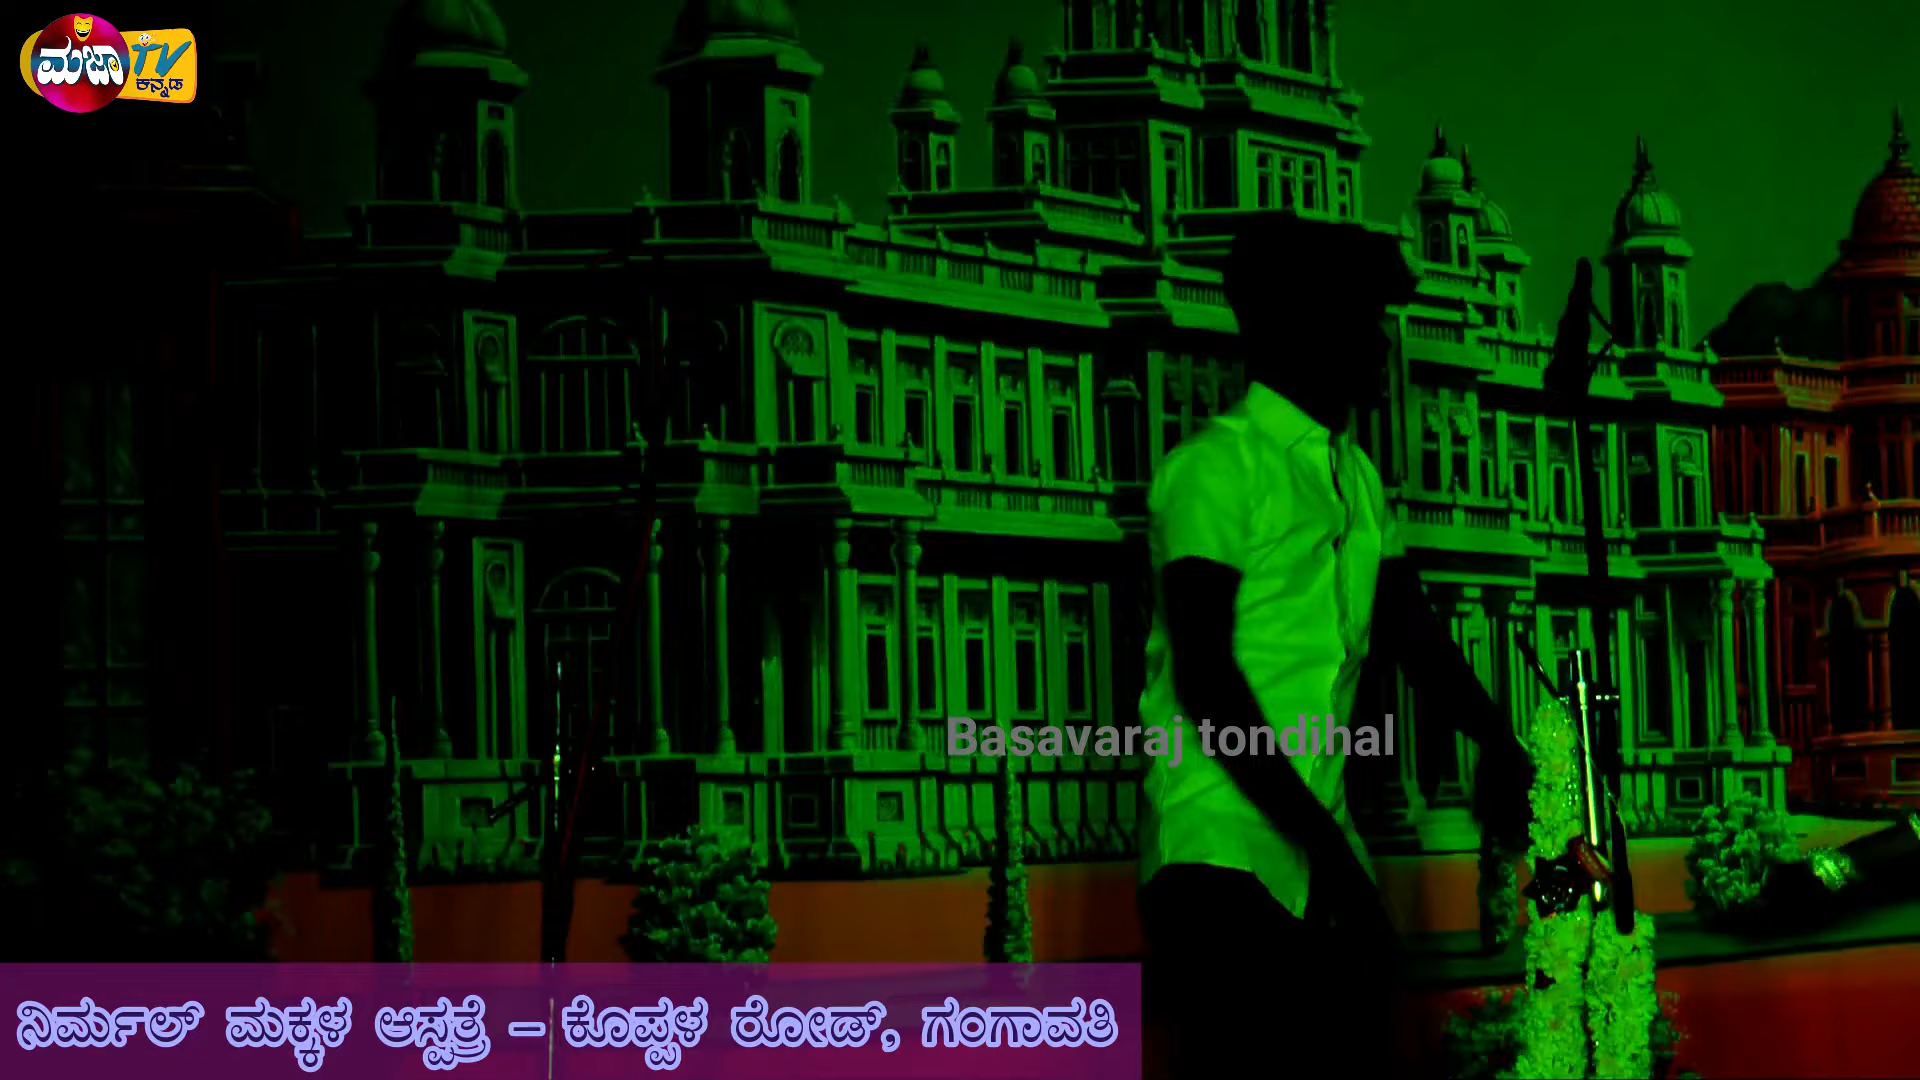 ಮಜಾ TV
ಕನ್ನಡ
Basavaraj tondihal
ನಿರ್ಮಲ್ ಮಕ್ಕಳ ಆಸ್ಪತ್ರೆ – ಕೊಪ್ಪಳ ರೋಡ್, ಗಂಗಾವತಿ